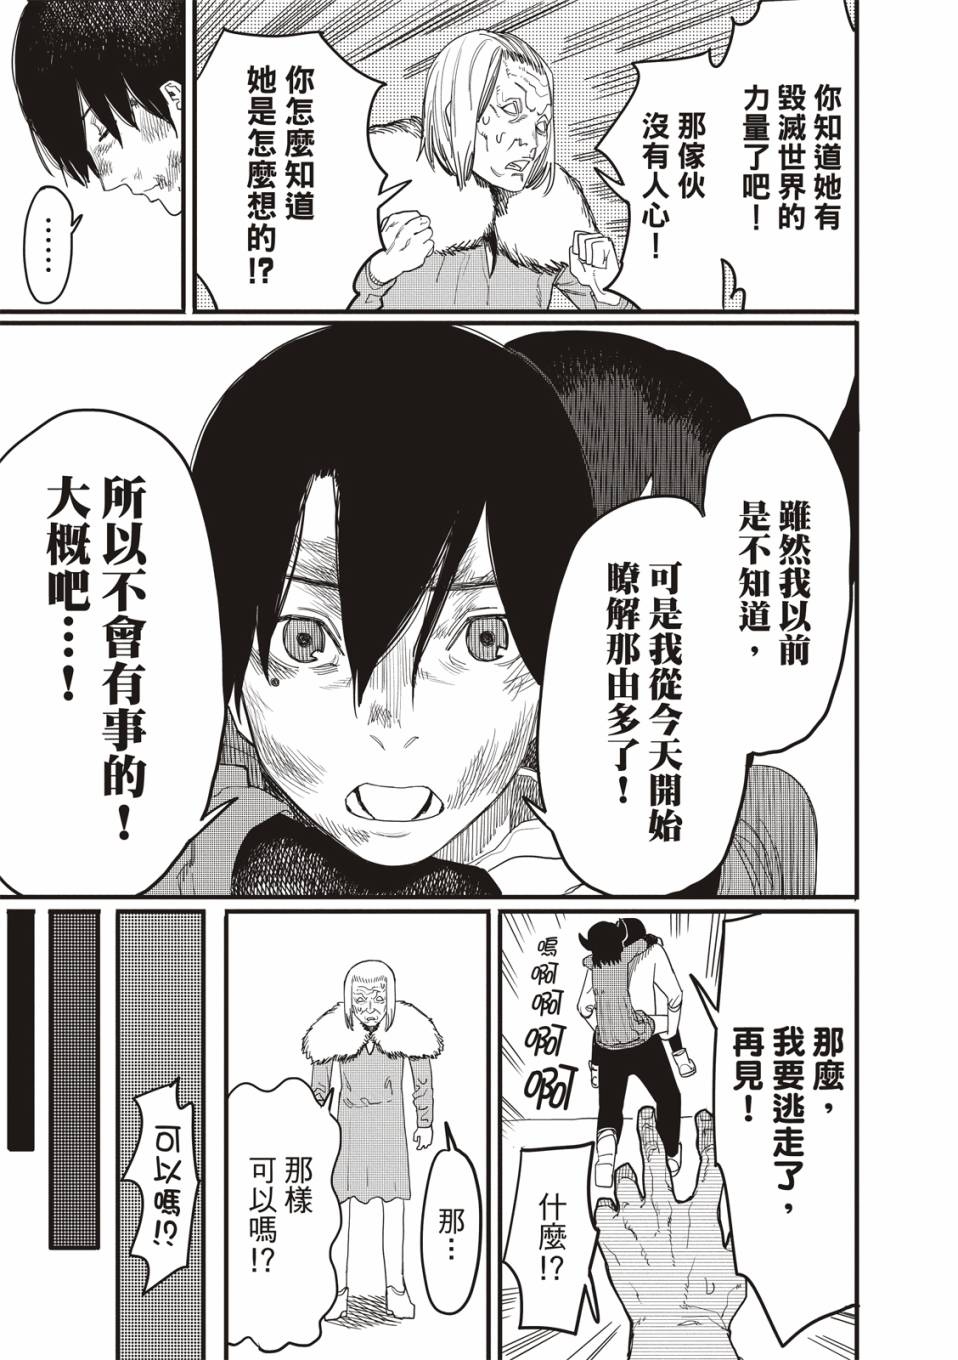 你知道她有
毀滅世界的
力量了吧！
那傢伙
沒有人心！
你怎麼知道
她是怎麼想的!?
……
雖然我以前
是不知道，
可是我從今天開始
瞭解那由多了！
所以不會有事的！
大概吧……！
那麼，
我要逃走了，
再見！
嗚
啊
啊
啊
啊
什麼!?
那…
那樣
可以嗎!?
可以嗎!?